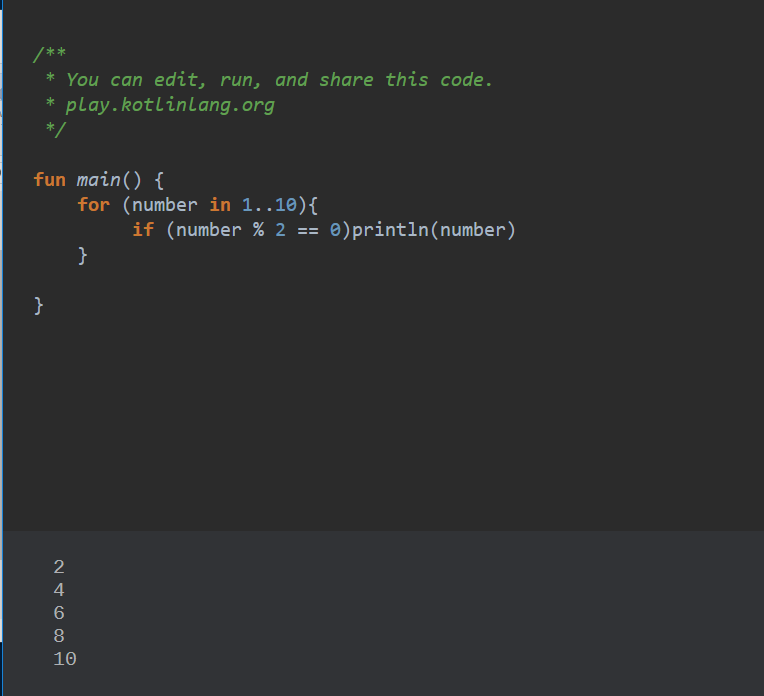 /**
 * You can edit, run, and share this code.
 * play.kotlinlang.org
 */
fun main() {
    for (number in 1..10){
         if (number % 2 == 0)println(number)
    }
}
2
4
6
8
10